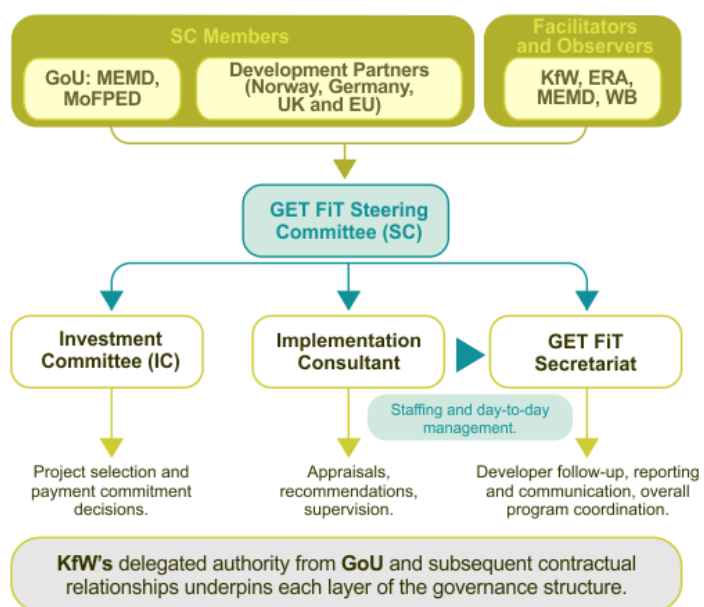 SC Members
GoU: MEMD,
MoFPED
Development Partners
(Norway, Germany,
UK and EU)
Facilitators
and Observers
KfW, ERA,
MEMD, WB
GET FiT Steering
Committee (SC)
Investment
Committee (IC)
Implementation
Consultant
GET FiT
Secretariat
Staffing and day-to-day
management.
Project selection and
payment commitment
decisions.
Appraisals,
recommendations,
supervision.
Developer follow-up, reporting
and communication, overall
program coordination.
KfW's delegated authority from GoU and subsequent contractual
relationships underpins each layer of the governance structure.